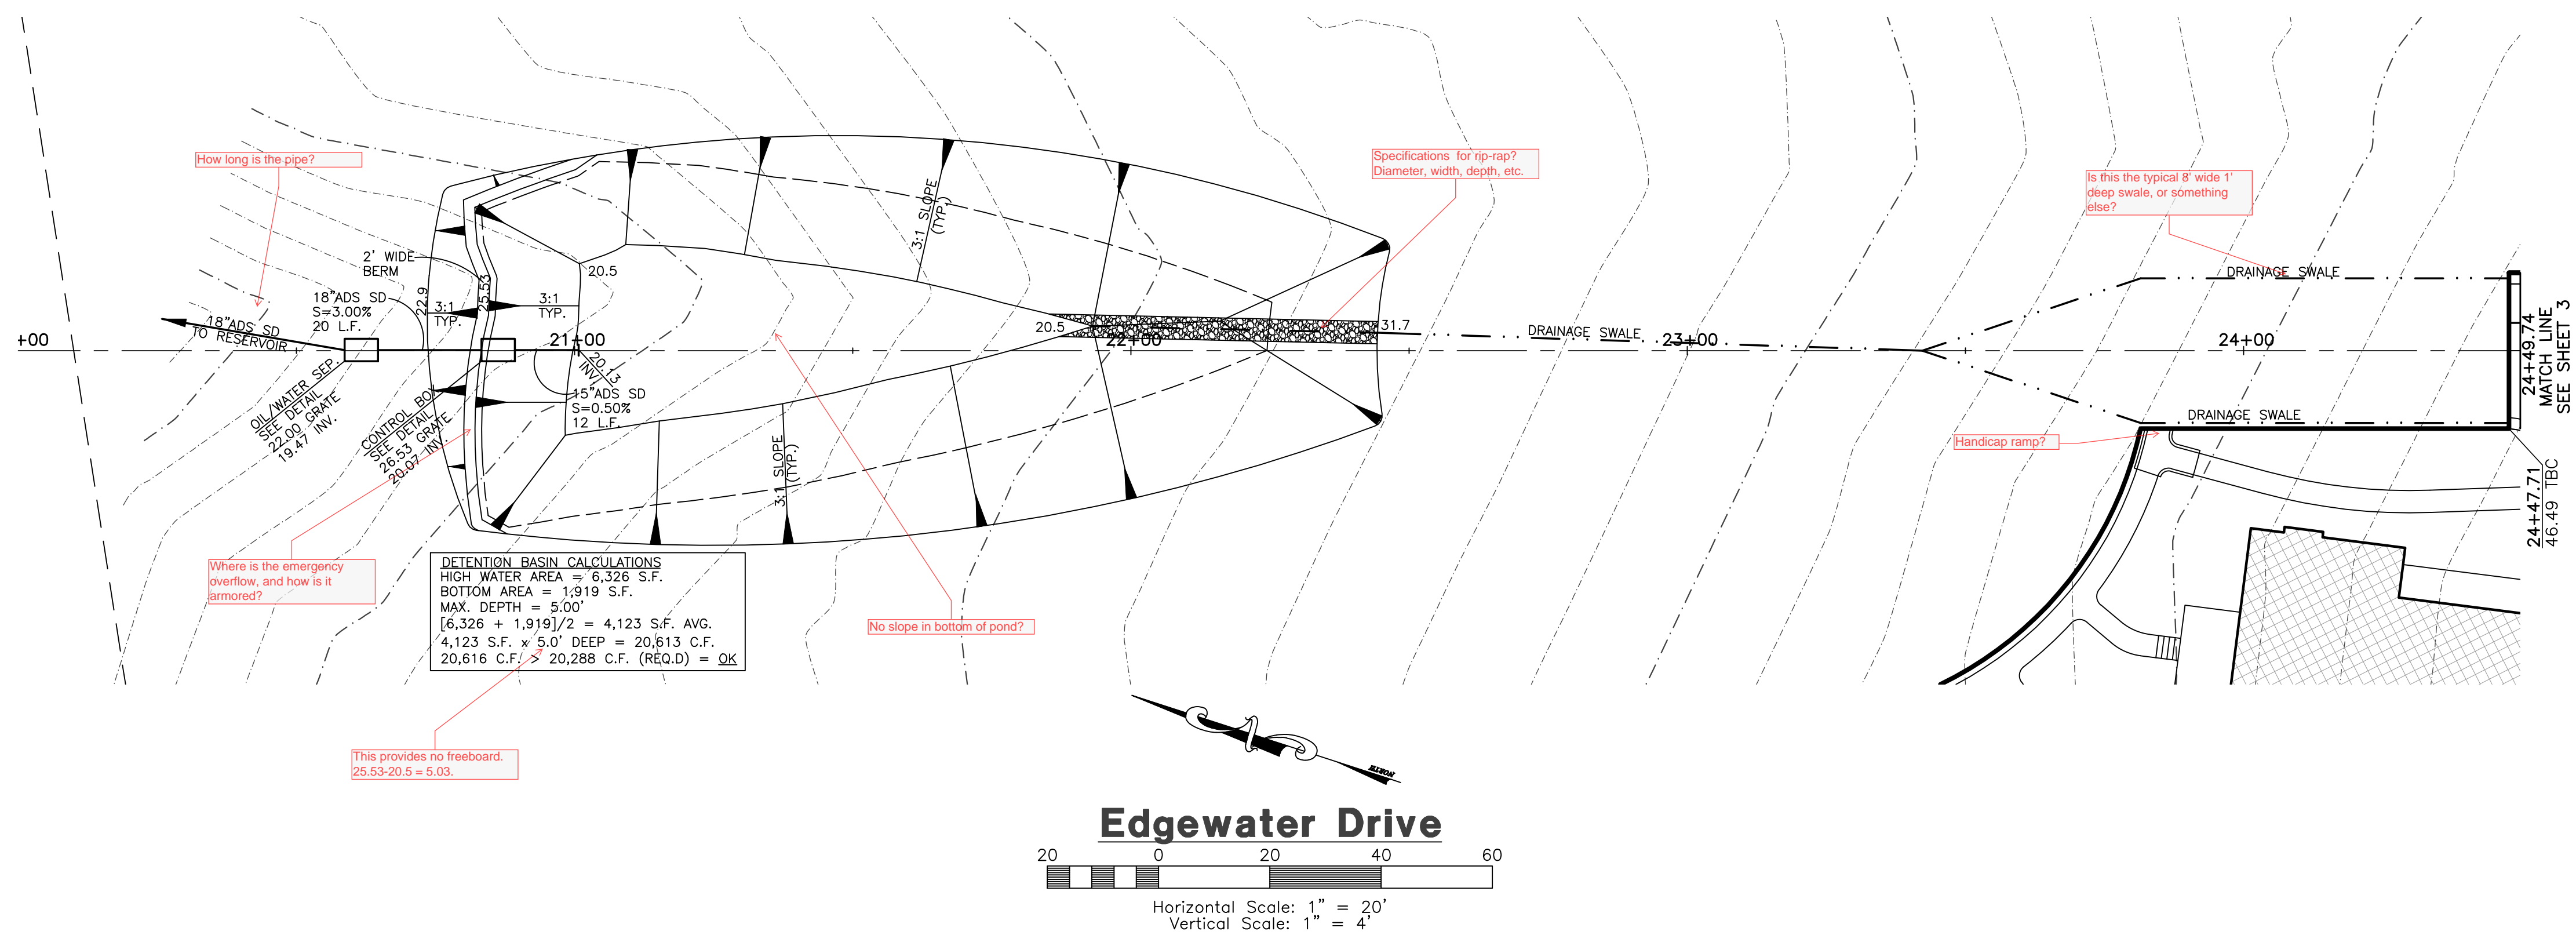 How long is the pipe?
Specifications for rip-rap?
Diameter, width, depth, etc.
Is this the typical 8' wide 1'
deep swale, or something
else?
3:1 SLOPE
(TYP.)
2' WIDE
BERM
20.5
DRAINAGE SWALE
18"ADS SD
S=3.00%
20 L.F.
22.9
3:1
TYP.
25.53
3:1
TYP.
18"ADS SD
TO RESERVOIR
20.5
31.7
DRAINAGE SWALE
+00
21+00
22+00
23+00
24+00
24+49.74
MATCH LINE
SEE SHEET 3
20.13
INV.
OIL/WATER SEP.
SEE DETAIL
22.00 GRATE
19.47 INV.
CONTROL BOX
SEE DETAIL
26.53 GRATE
20.07 INV.
15"ADS SD
S=0.50%
12 L.F.
DRAINAGE SWALE
Handicap ramp?
3:1 SLOPE
(TYP.)
24+47.71
46.49 TBC
Where is the emergency
overflow, and how is it
armored?
DETENTION BASIN CALCULATIONS
HIGH WATER AREA = 6,326 S.F.
BOTTOM AREA = 1,919 S.F.
MAX. DEPTH = 5.00'
[6,326 + 1,919]/2 = 4,123 S.F. AVG.
4,123 S.F. x 5.0' DEEP = 20,613 C.F.
20,616 C.F. > 20,288 C.F. (REQ.D) = OK
No slope in bottom of pond?
This provides no freeboard.
25.53-20.5 = 5.03.
NORTH
Edgewater Drive
20 0 20 40 60
Horizontal Scale: 1" = 20'
Vertical Scale: 1" = 4'